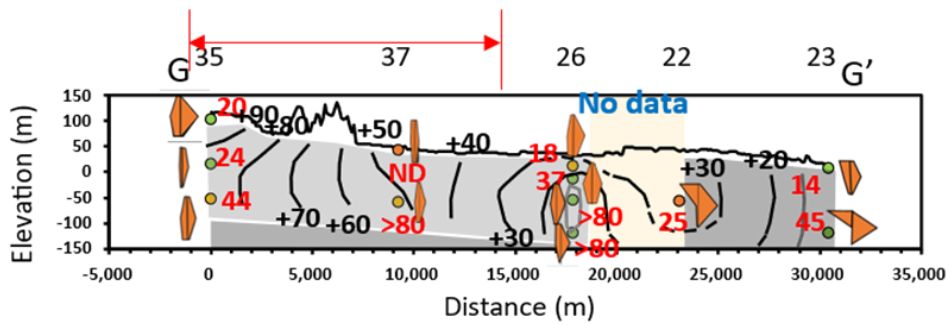 35 37 26 22 23
G G’
No data
150
100
50
0
-50
-100
-150
Elevation (m)
20 +90 +80 +50 +40
24 ND 18 +30 +20
44 37 14
+70 +60 >80 >80 25 45
+30 >80
-5,000 0 5,000 10,000 15,000 20,000 25,000 30,000 35,000
Distance (m)